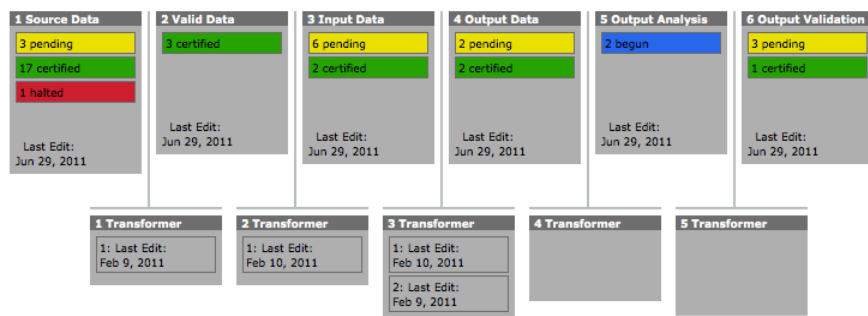 1 Source Data
3 pending
17 certified
1 halted
Last Edit:
Jun 29, 2011
2 Valid Data
3 certified
Last Edit:
Jun 29, 2011
3 Input Data
6 pending
2 certified
Last Edit:
Jun 29, 2011
4 Output Data
2 pending
2 certified
Last Edit:
Jun 29, 2011
5 Output Analysis
2 begun
Last Edit:
Jun 29, 2011
6 Output Validation
3 pending
1 certified
Last Edit:
Jun 29, 2011
1 Transformer
1: Last Edit:
Feb 9, 2011
2 Transformer
1: Last Edit:
Feb 10, 2011
3 Transformer
1: Last Edit:
Feb 10, 2011
2: Last Edit:
Feb 9, 2011
4 Transformer
5 Transformer